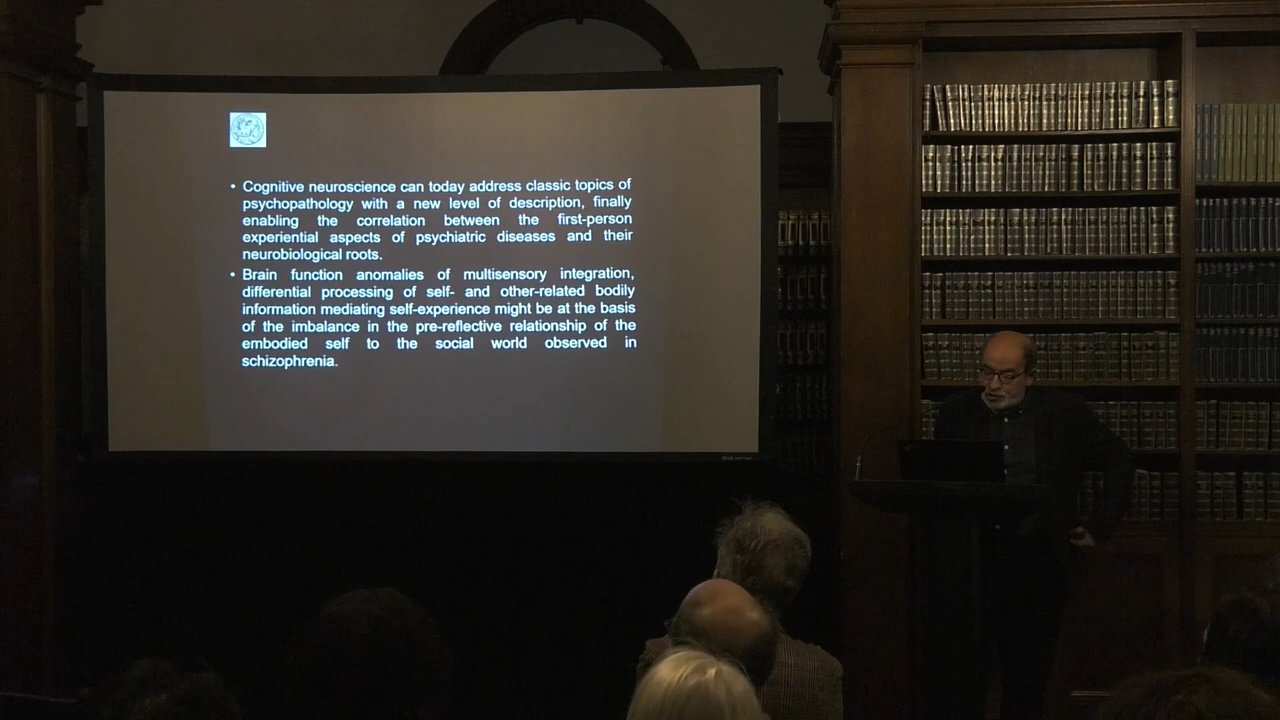 • Cognitive neuroscience can today address classic topics of
psychopathology with a new level of description, finally
enabling the correlation between the first-person
experiential aspects of psychiatric diseases and their
neurobiological roots.
• Brain function anomalies of multisensory integration,
differential processing of self- and other-related bodily
information mediating self-experience might be at the basis
of the imbalance in the pre-reflective relationship of the
embodied self to the social world observed in
schizophrenia.